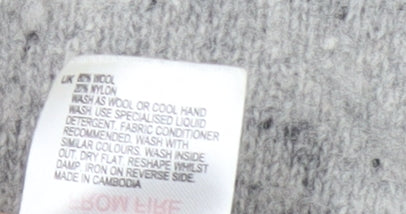 UK 80% WOOL
20% NYLON
WASH AS WOOL OR COOL HAND
WASH. USE SPECIALISED LIQUID
DETERGENT. FABRIC CONDITIONER
RECOMMENDED. WASH WITH
SIMILAR COLOURS. WASH INSIDE
OUT. DRY FLAT. RESHAPE WHILST
DAMP. IRON ON REVERSE SIDE.
MADE IN CAMBODIA
FROM FIRE